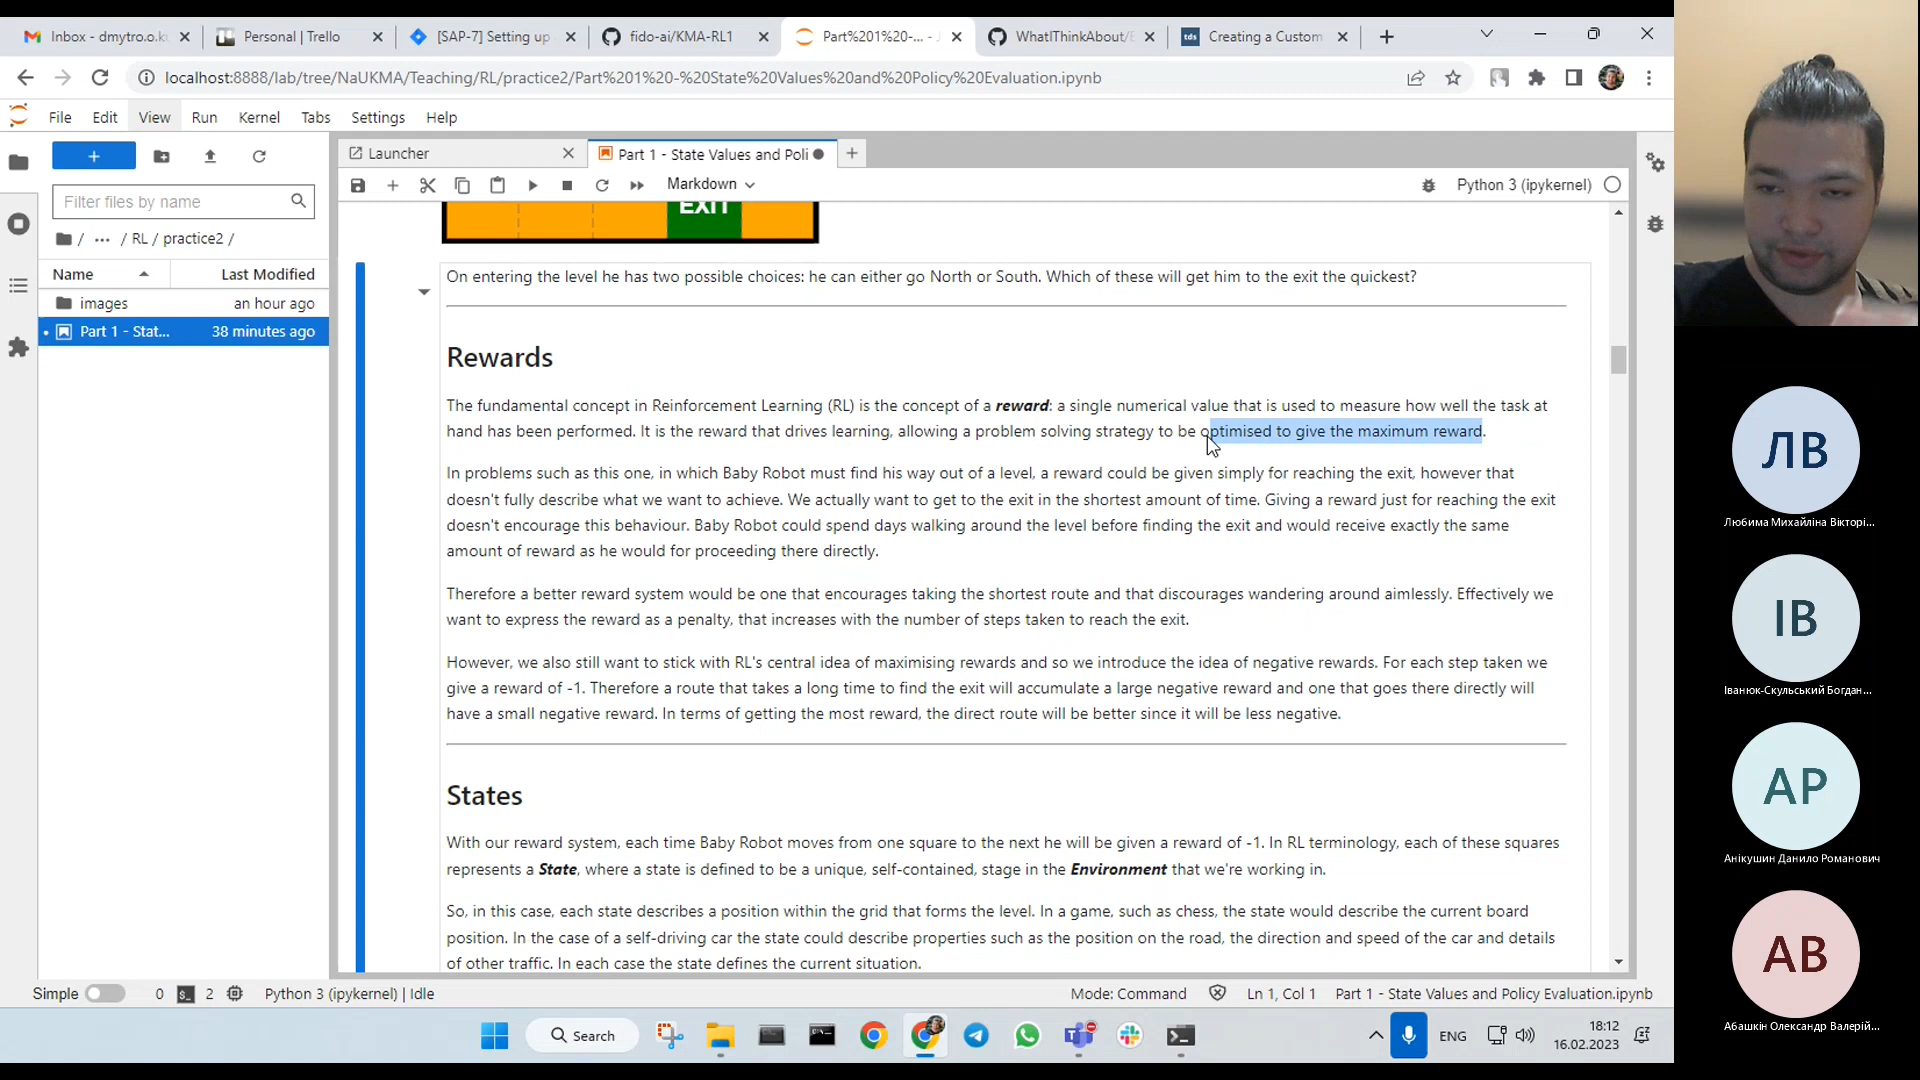 Inbox - dmytro.o.k
Personal | Trello
[SAP-7] Setting up
fido-ai/KMA-RL1
Part%201%20-... -
WhatIThinkAbout/
tds
Creating a Custom
localhost:8888/lab/tree/NaUKMA/Teaching/RL/practice2/Part%201%20-%20State%20Values%20and%20Policy%20Evaluation.ipynb
File Edit View Run Kernel Tabs Settings Help
Launcher
Part 1 - State Values and Poli
Filter files by name
Markdown
Python 3 (ipykernel)
/ ... / RL / practice2 /
Name
Last Modified
images
an hour ago
Part 1 - Stat...
38 minutes ago
EXIT
On entering the level he has two possible choices: he can either go North or South. Which of these will get him to the exit the quickest?
Rewards
The fundamental concept in Reinforcement Learning (RL) is the concept of a reward: a single numerical value that is used to measure how well the task at
hand has been performed. It is the reward that drives learning, allowing a problem solving strategy to be optimised to give the maximum reward.
In problems such as this one, in which Baby Robot must find his way out of a level, a reward could be given simply for reaching the exit, however that
doesn't fully describe what we want to achieve. We actually want to get to the exit in the shortest amount of time. Giving a reward just for reaching the exit
doesn't encourage this behaviour. Baby Robot could spend days walking around the level before finding the exit and would receive exactly the same
amount of reward as he would for proceeding there directly.
Therefore a better reward system would be one that encourages taking the shortest route and that discourages wandering around aimlessly. Effectively we
want to express the reward as a penalty, that increases with the number of steps taken to reach the exit.
However, we also still want to stick with RL's central idea of maximising rewards and so we introduce the idea of negative rewards. For each step taken we
give a reward of -1. Therefore a route that takes a long time to find the exit will accumulate a large negative reward and one that goes there directly will
have a small negative reward. In terms of getting the most reward, the direct route will be better since it will be less negative.
States
With our reward system, each time Baby Robot moves from one square to the next he will be given a reward of -1. In RL terminology, each of these squares
represents a State, where a state is defined to be a unique, self-contained, stage in the Environment that we're working in.
So, in this case, each state describes a position within the grid that forms the level. In a game, such as chess, the state would describe the current board
position. In the case of a self-driving car the state could describe properties such as the position on the road, the direction and speed of the car and details
of other traffic. In each case the state defines the current situation.
Simple
0
2
Python 3 (ipykernel) | Idle
Mode: Command
Ln 1, Col 1
Part 1 - State Values and Policy Evaluation.ipynb
Search
ENG
18:12
16.02.2023
ЛВ
Любима Михайліна Вікторі...
ІВ
Іванюк-Скульський Богдан...
АР
Анікушин Данило Романович
АВ
Абашкін Олександр Валерій...